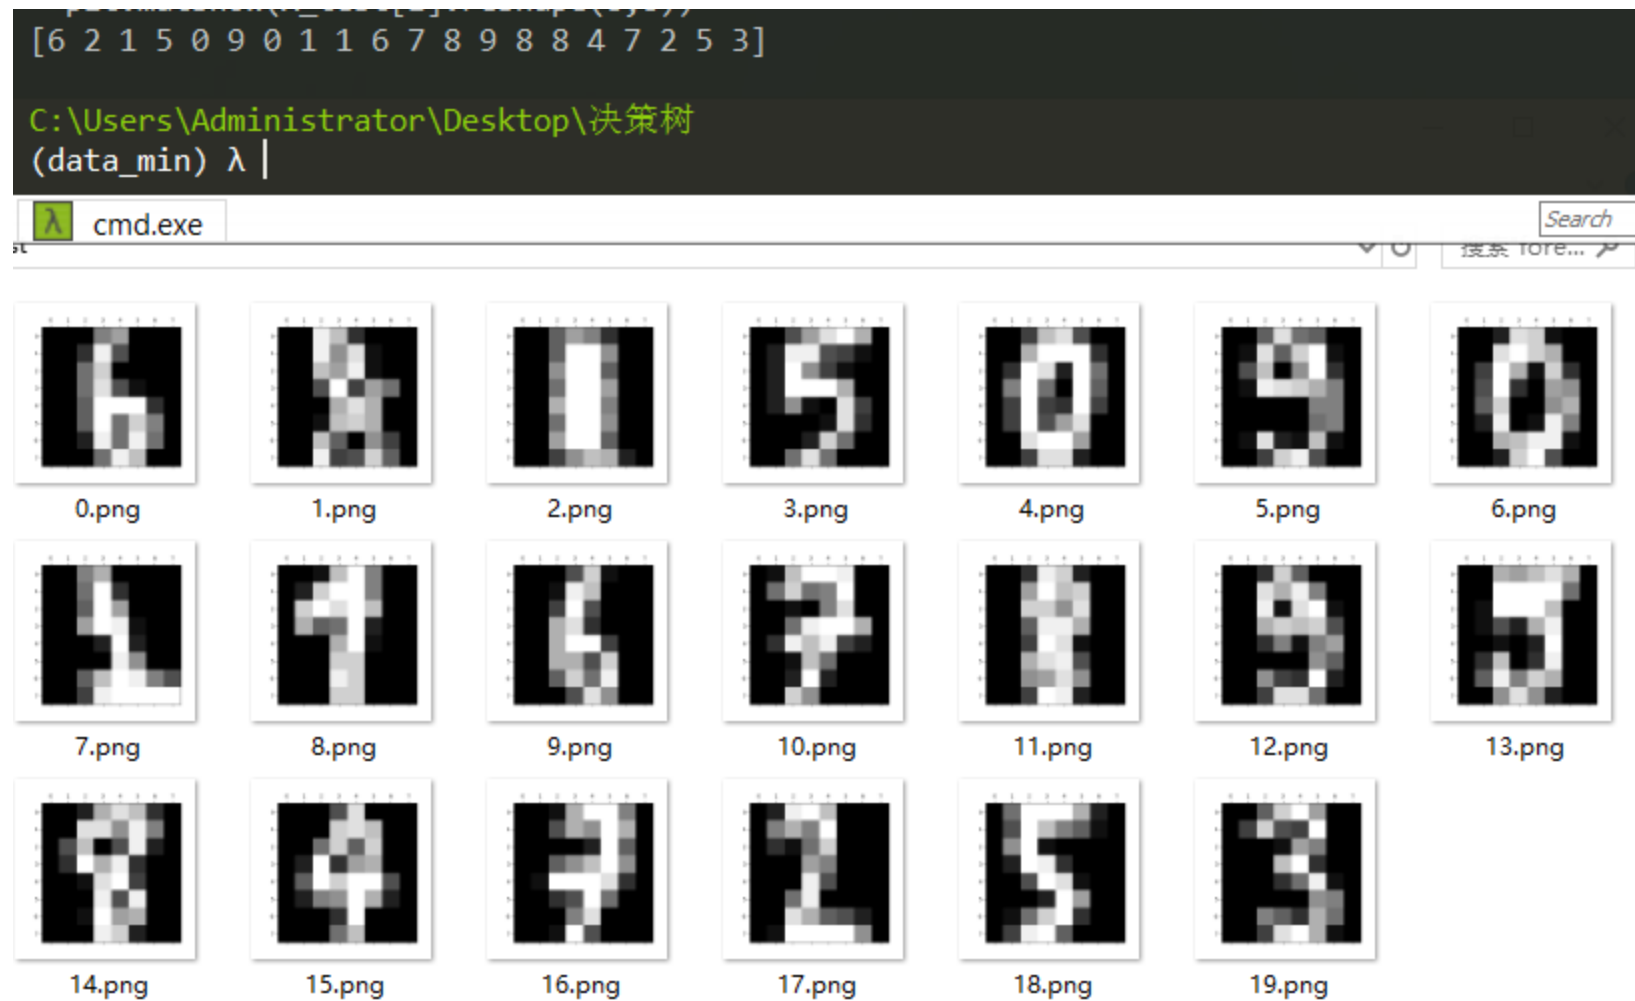 [6 2 1 5 0 9 0 1 1 6 7 8 9 8 8 4 7 2 5 3]
C:\Users\Administrator\Desktop\决策树
(data_min) λ
λ cmd.exe
Search
0.png 1.png 2.png 3.png 4.png 5.png 6.png
7.png 8.png 9.png 10.png 11.png 12.png 13.png
14.png 15.png 16.png 17.png 18.png 19.png